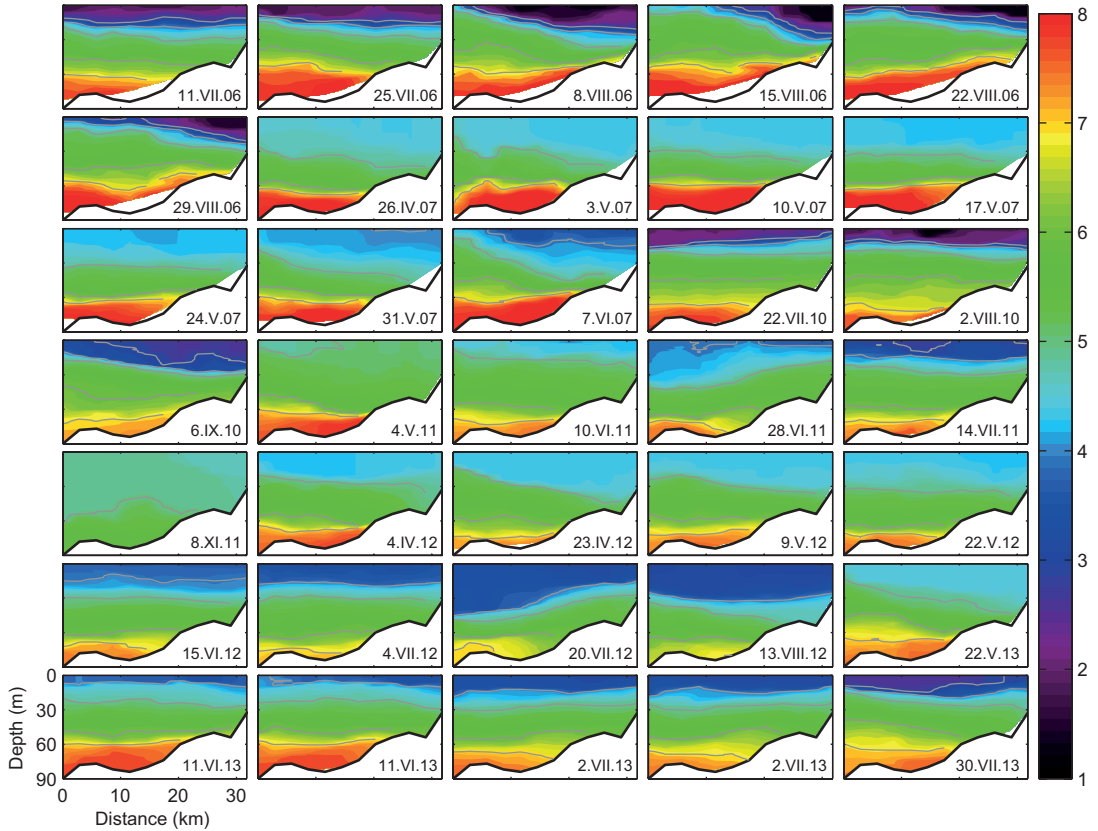 11.VII.06
25.VII.06
8.VIII.06
15.VIII.06
22.VIII.06
29.VIII.06
26.IV.07
3.V.07
10.V.07
17.V.07
24.V.07
31.V.07
7.VI.07
22.VII.10
2.VIII.10
6.IX.10
4.V.11
10.VI.11
28.VI.11
14.VII.11
8.XI.11
4.IV.12
23.IV.12
9.V.12
22.V.12
15.VI.12
4.VII.12
20.VII.12
13.VIII.12
22.V.13
11.VI.13
11.VI.13
2.VII.13
2.VII.13
30.VII.13
0
30
60
90
Depth (m)
0 10 20 30
Distance (km)
8
7
6
5
4
3
2
1